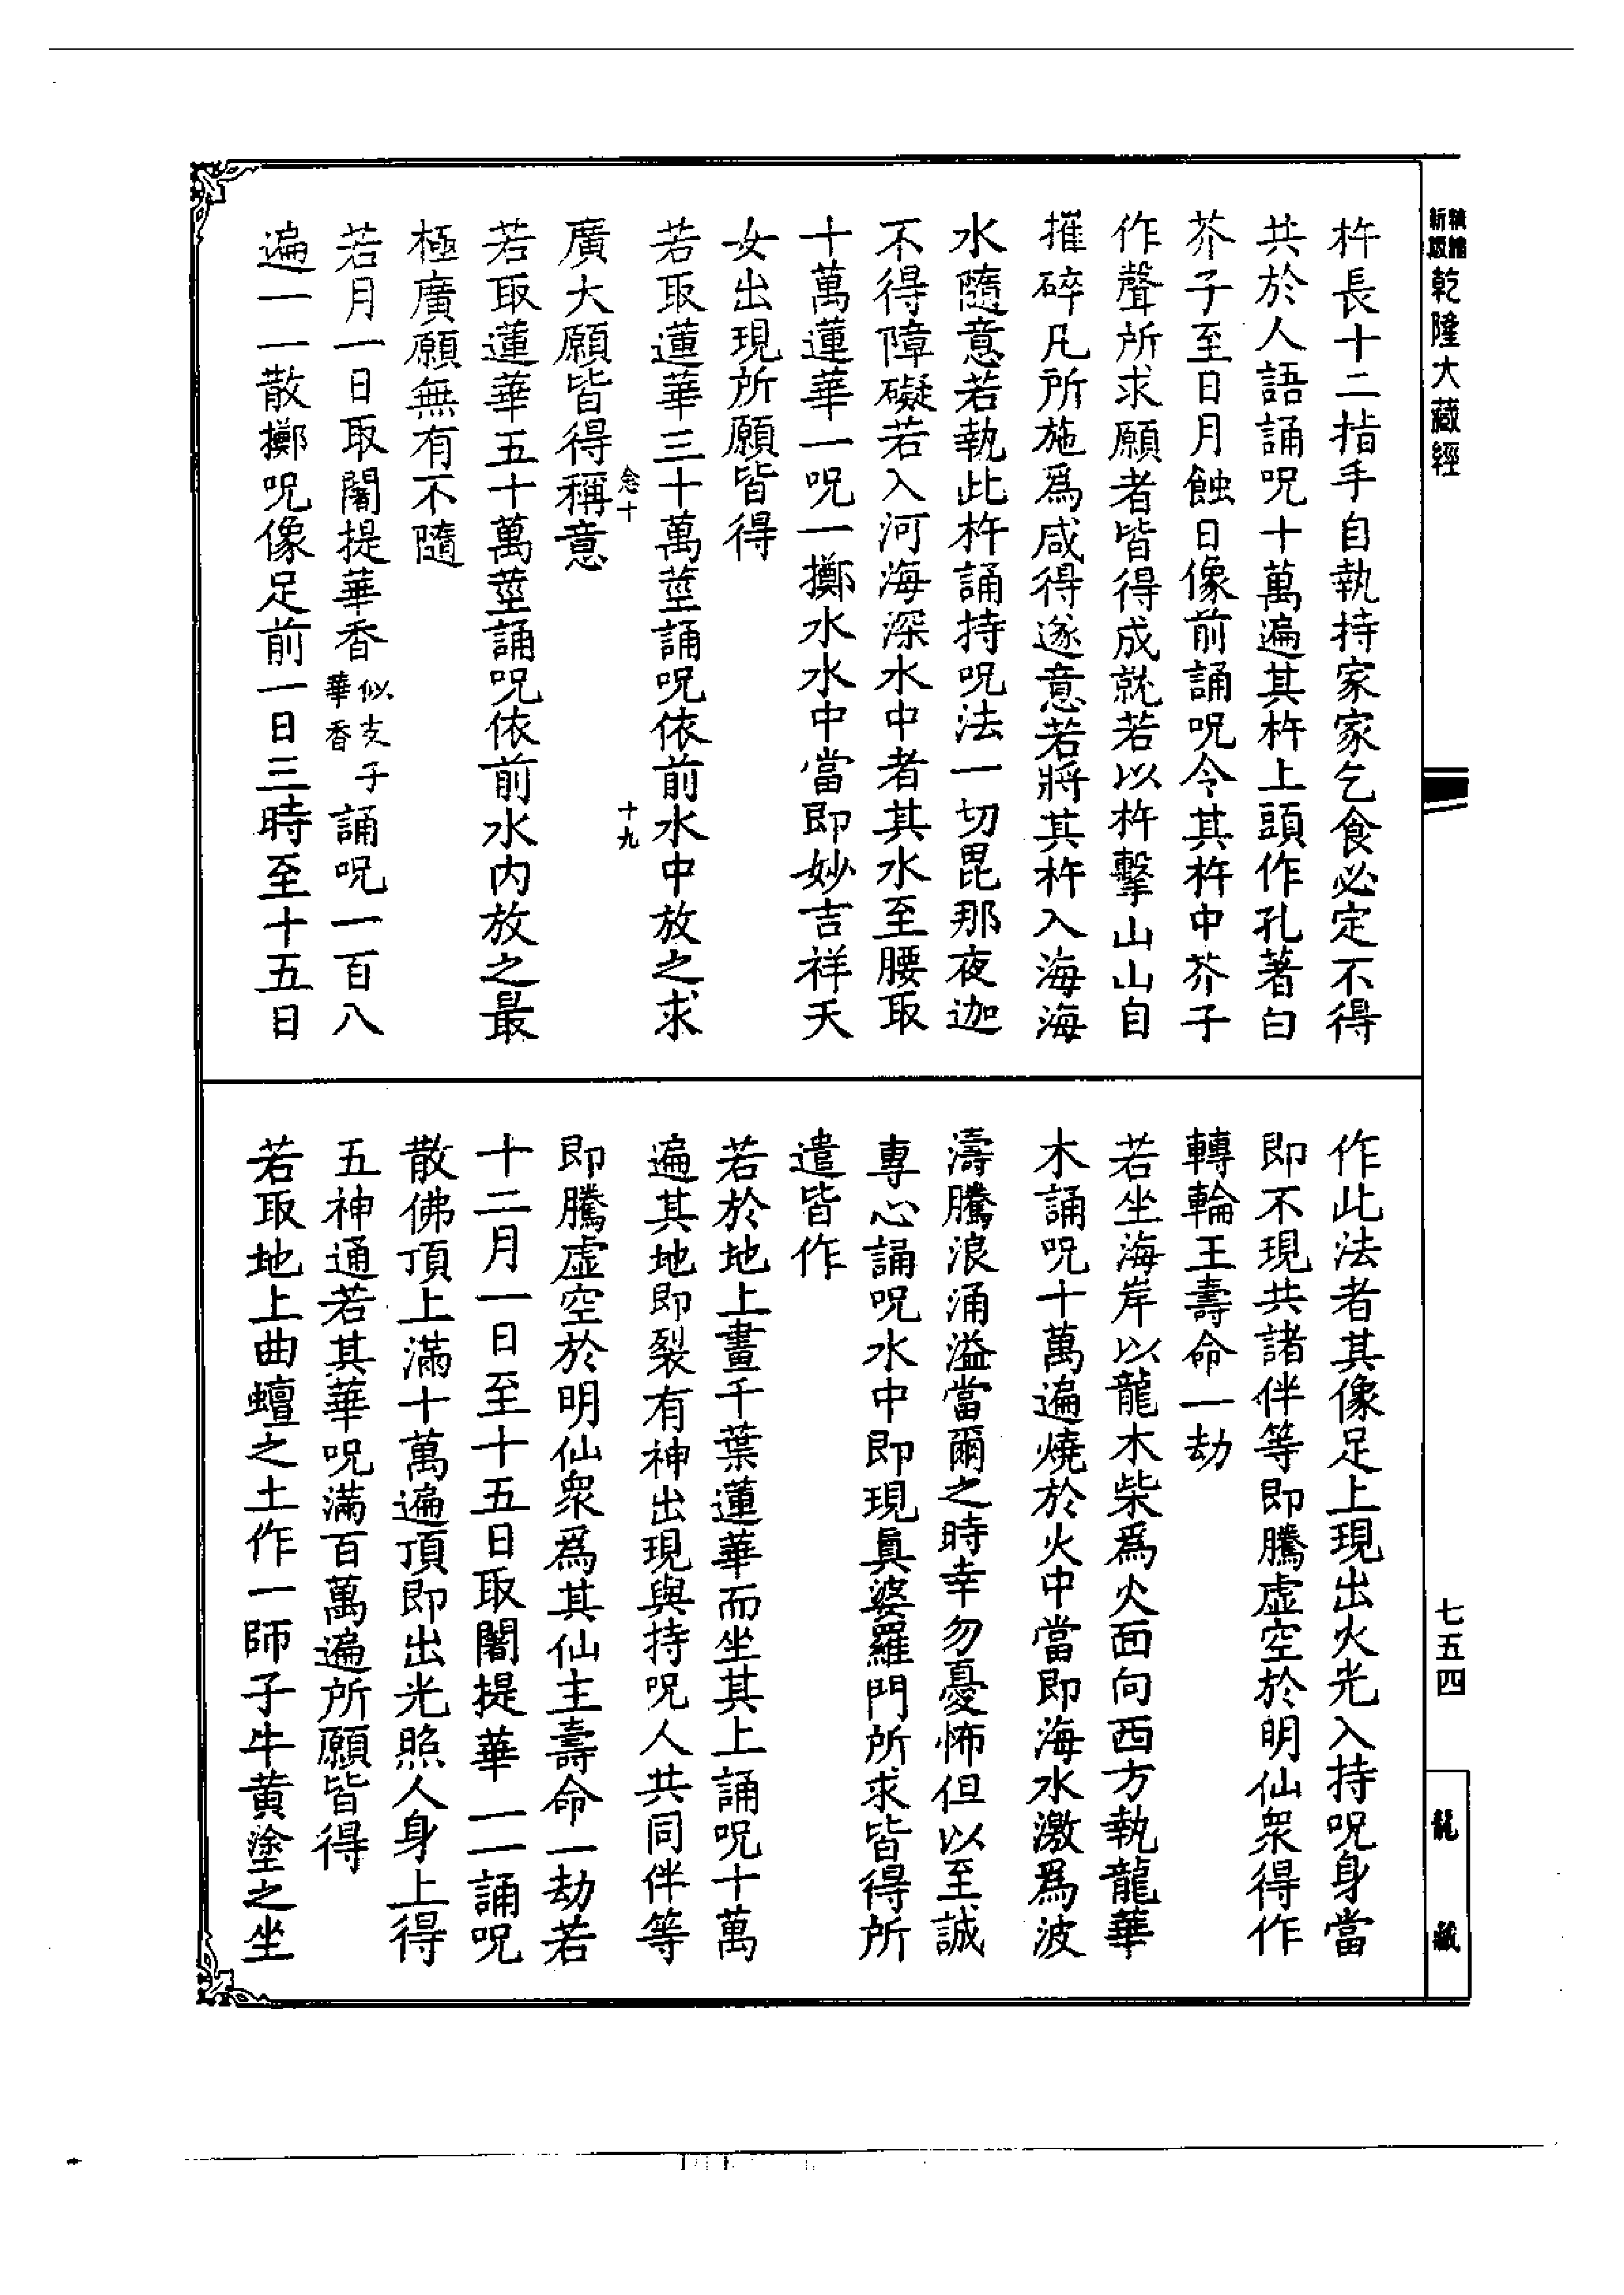 精縮
新版
乾隆大藏經
七五四
龍藏
杵長十二指手自執持家家乞食必定不得
共於人語誦呪十萬遍其杵上頭作孔著白
芥子至日月蝕日像前誦呪令其杵中芥子
作聲所求願者皆得成就若以杵擊山山自
摧碎凡所施為咸得遂意若將其杵入海海
水隨意若執此杵誦持呪法一切毘那夜迦
不得障礙若入河海深水中者其水至腰取
十萬蓮華一呪一擲水水中當即妙吉祥天
女出現所願皆得
若取蓮華三十萬莖誦呪依前水中放之求
念十
十九
廣大願皆得稱意
若取蓮華五十萬莖誦呪依前水內放之最
極廣願無有不隨
若月一日取闍提華香似支子華香誦呪一百八
遍一一散擲呪像足前一日三時至十五日
作此法者其像足上現出火光入持呪身當
即不現共諸伴等即騰虛空於明仙衆得作
轉輪王壽命一劫
若坐海岸以龍木柴爲火面向西方執龍華
木誦呪十萬遍燒於火中當即海水激爲波
濤騰浪涌溢當爾之時幸勿憂怖但以至誠
專心誦呪水中即現真婆羅門所求皆得所
遣皆作
若於地上畫千葉蓮華而坐其上誦呪十萬
遍其地即裂有神出現與持呪人共同伴等
即騰虛空於明仙衆爲其仙主壽命一劫若
十二月一日至十五日取闍提華一一誦呪
散佛頂上滿十萬遍頂即出光照人身上得
五神通若其華呪滿百萬遍所願皆得
若取地上曲蟺之土作一師子牛黃塗之坐